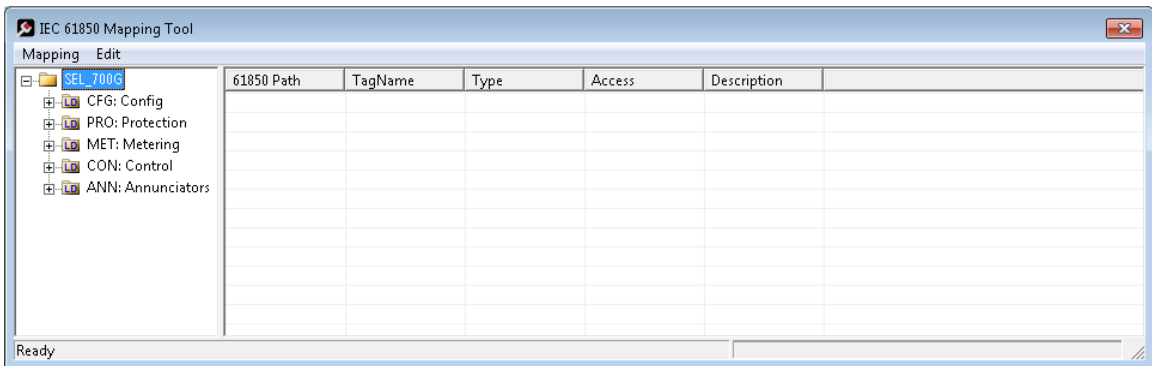 IEC 61850 Mapping Tool
Mapping Edit
SEL_700G
CFG: Config
PRO: Protection
MET: Metering
CON: Control
ANN: Annunciators
61850 Path TagName Type Access Description
Ready